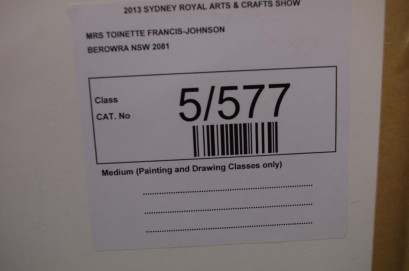 2013 SYDNEY ROYAL ARTS & CRAFTS SHOW
MRS TOINETTE FRANCIS-JOHNSON
BEROWRA NSW 2081
Class
CAT. No
5/577
Medium (Painting and Drawing Classes only)